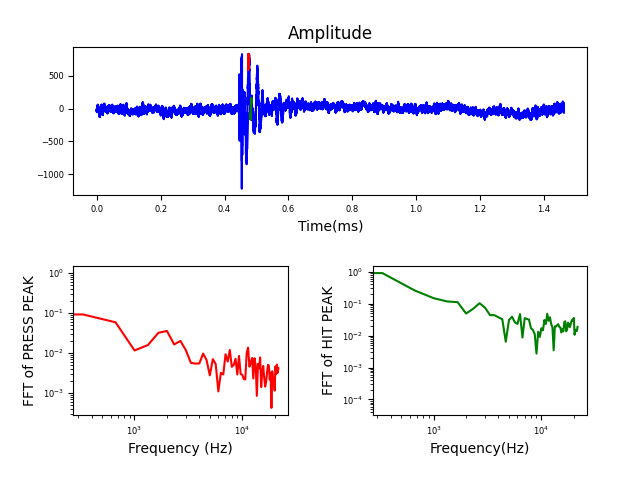 Amplitude
500
0
−500
−1000
0.0 0.2 0.4 0.6 0.8 1.0 1.2 1.4
Time(ms)
FFT of PRESS PEAK
10⁰
10⁻¹
10⁻²
10⁻³
10³ 10⁴
Frequency (Hz)
FFT of HIT PEAK
10⁰
10⁻¹
10⁻²
10⁻³
10⁻⁴
10³ 10⁴
Frequency(Hz)